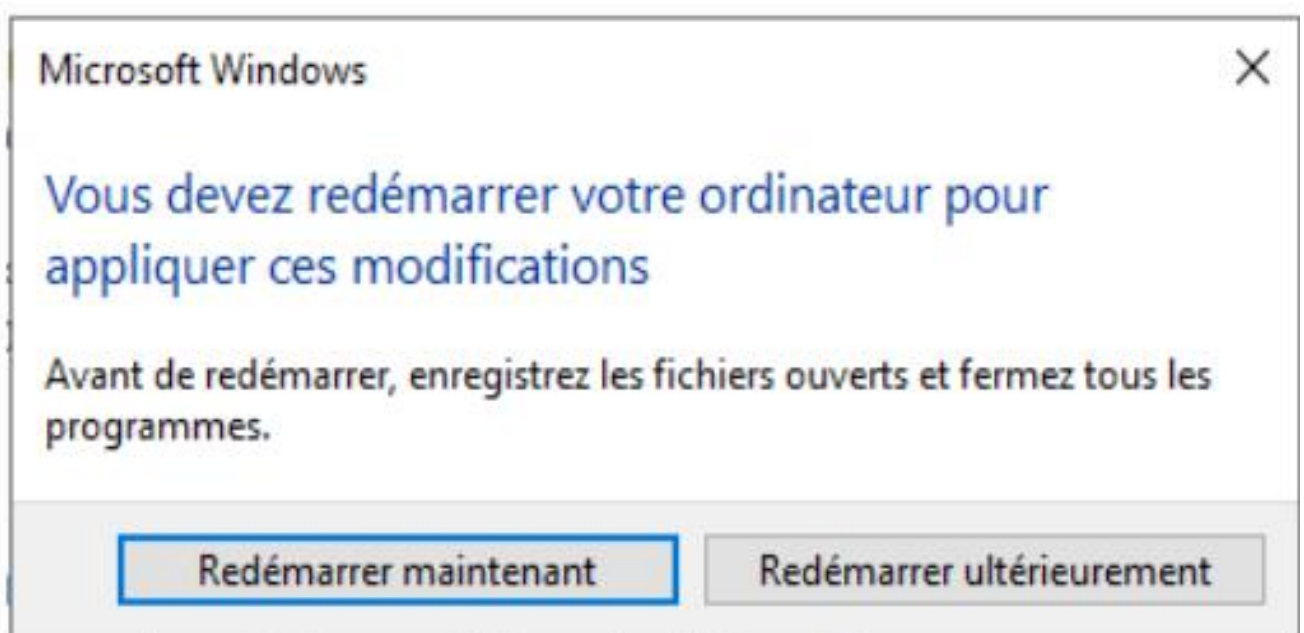 Microsoft Windows
Vous devez redémarrer votre ordinateur pour
appliquer ces modifications
Avant de redémarrer, enregistrez les fichiers ouverts et fermez tous les
programmes.
Redémarrer maintenant
Redémarrer ultérieurement